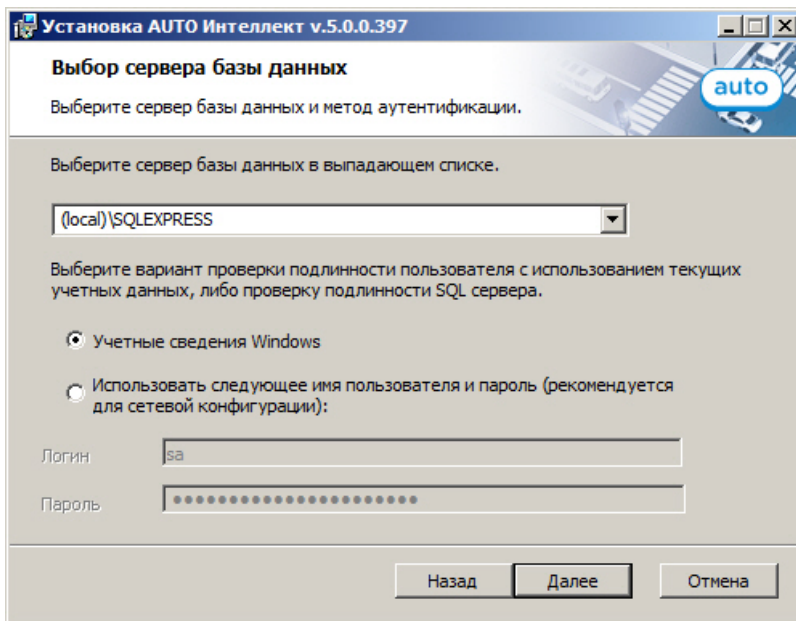 Установка AUTO Интеллект v.5.0.0.397
Выбор сервера базы данных
auto
Выберите сервер базы данных и метод аутентификации.
Выберите сервер базы данных в выпадающем списке.
(local)\SQLEXPRESS
Выберите вариант проверки подлинности пользователя с использованием текущих
учетных данных, либо проверку подлинности SQL сервера.
Учетные сведения Windows
Использовать следующее имя пользователя и пароль (рекомендуется
для сетевой конфигурации):
Логин sa
Пароль
Назад Далее Отмена